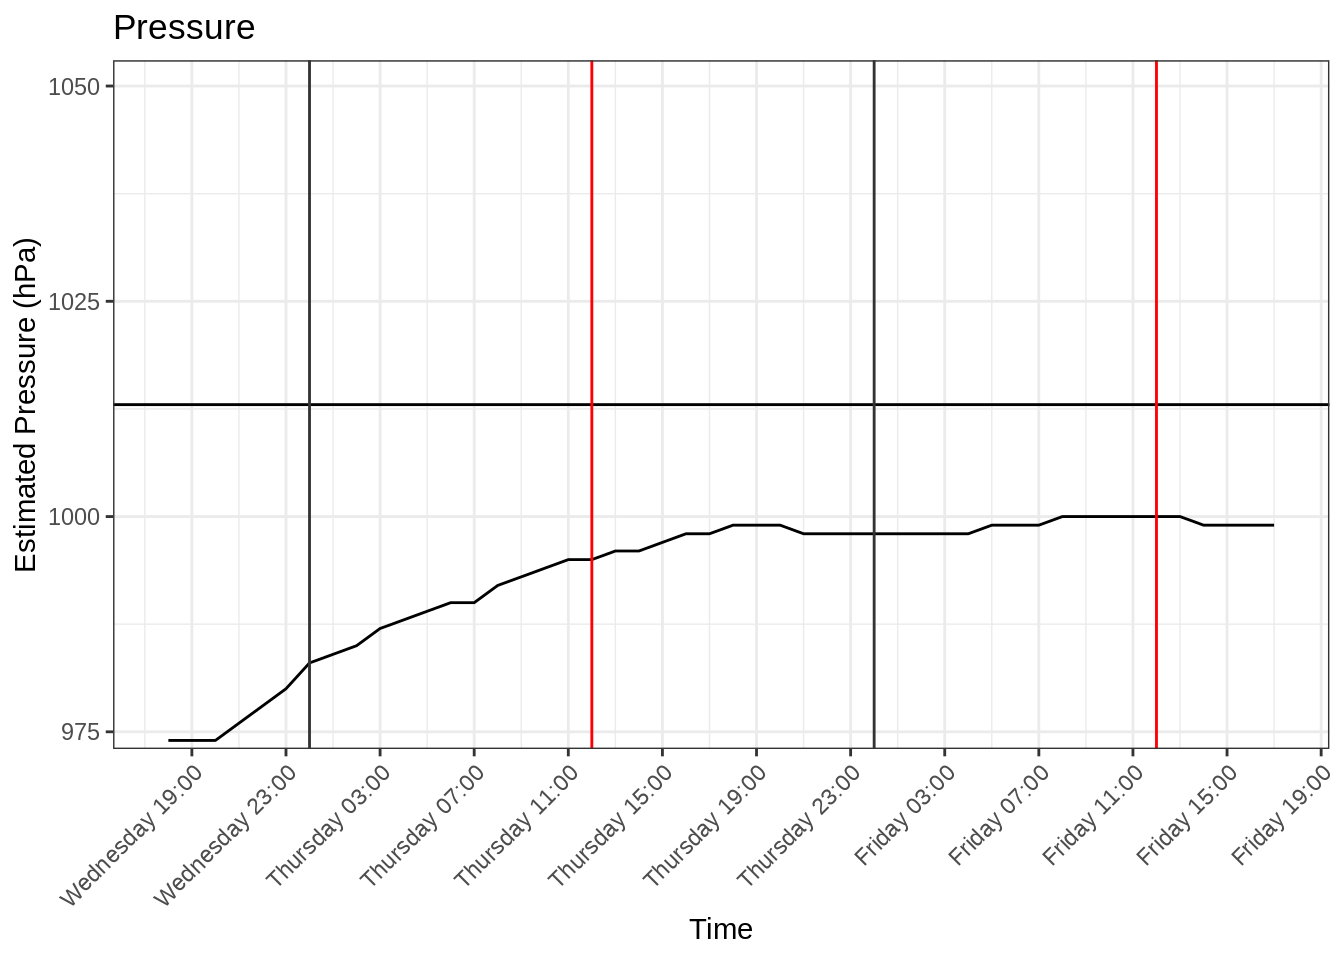 Pressure
Estimated Pressure (hPa)
1050
1025
1000
975
Wednesday 19:00
Wednesday 23:00
Thursday 03:00
Thursday 07:00
Thursday 11:00
Thursday 15:00
Thursday 19:00
Thursday 23:00
Friday 03:00
Friday 07:00
Friday 11:00
Friday 15:00
Friday 19:00
Time